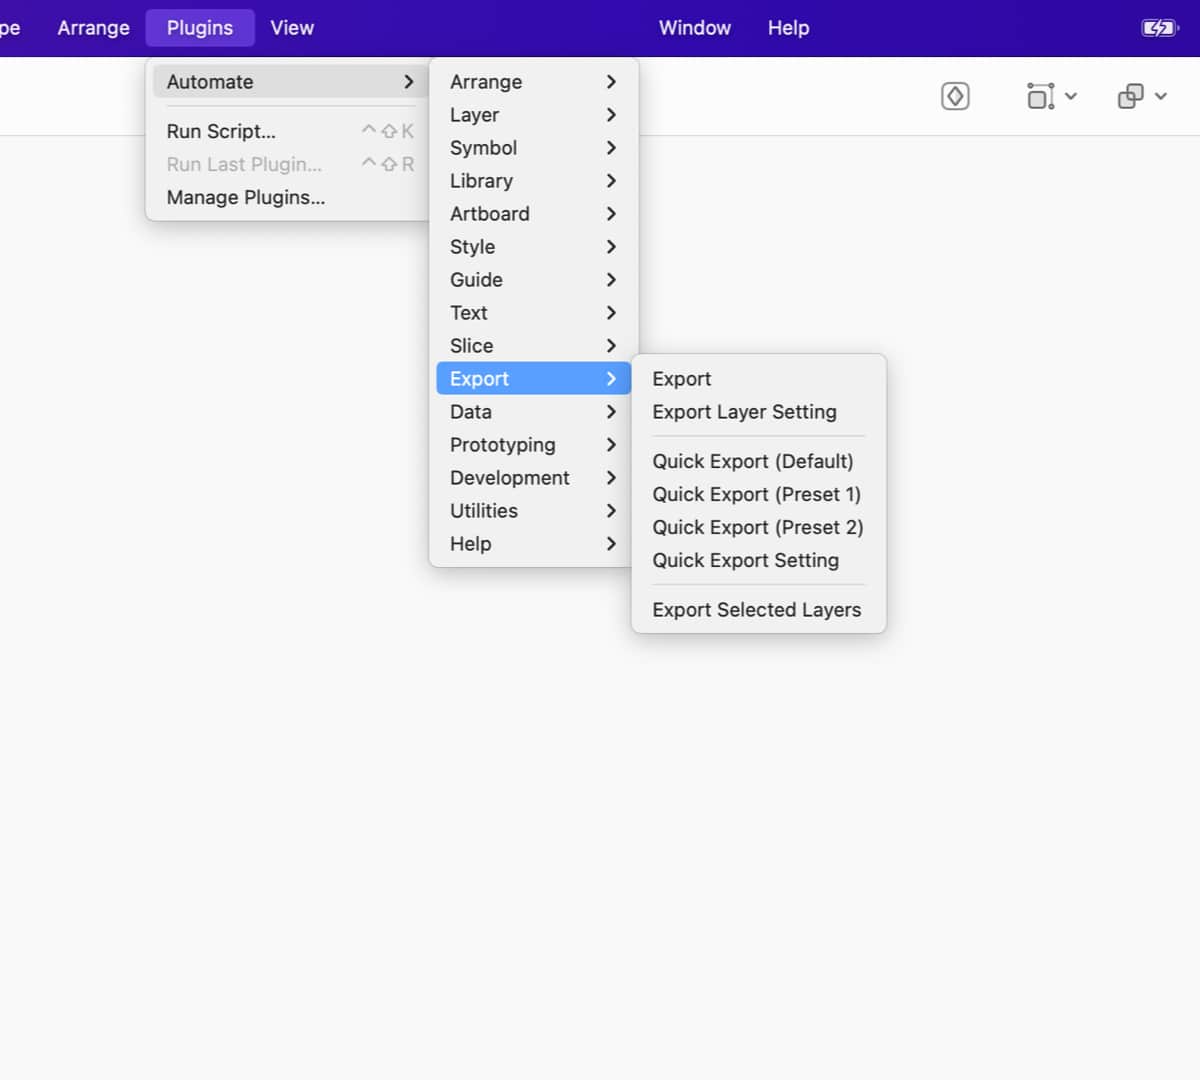 pe Arrange Plugins View Window Help
Automate
Run Script... ^⇧K
Run Last Plugin... ^⇧R
Manage Plugins...
Arrange
Layer
Symbol
Library
Artboard
Style
Guide
Text
Slice
Export
Data
Prototyping
Development
Utilities
Help
Export
Export Layer Setting
Quick Export (Default)
Quick Export (Preset 1)
Quick Export (Preset 2)
Quick Export Setting
Export Selected Layers